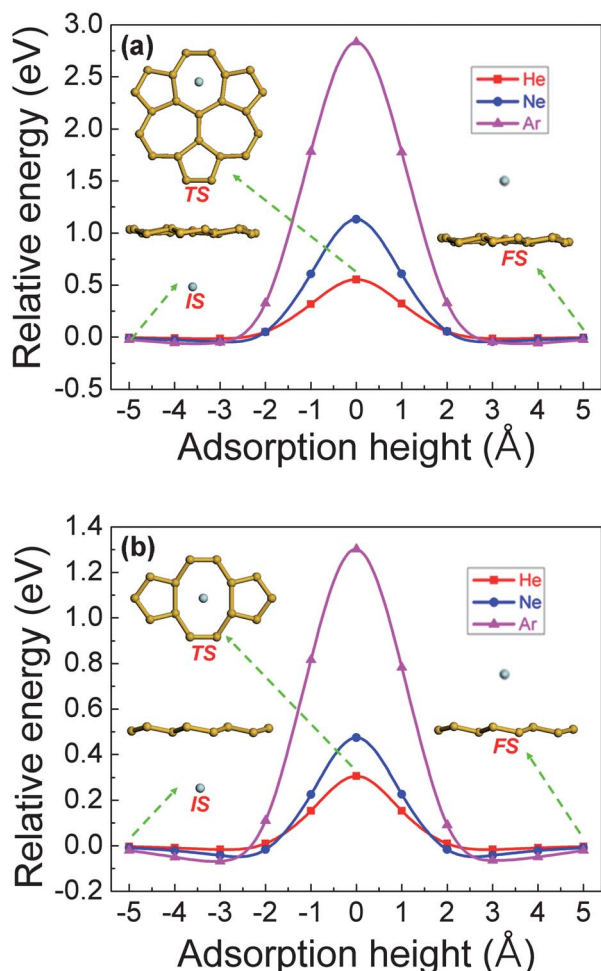 (a)
3.0
2.5
2.0
1.5
1.0
0.5
0.0
-0.5
Relative energy (eV)
He
Ne
Ar
TS
IS
FS
-5 -4 -3 -2 -1 0 1 2 3 4 5
Adsorption height (Å)
(b)
1.4
1.2
1.0
0.8
0.6
0.4
0.2
0.0
-0.2
Relative energy (eV)
He
Ne
Ar
TS
IS
FS
-5 -4 -3 -2 -1 0 1 2 3 4 5
Adsorption height (Å)